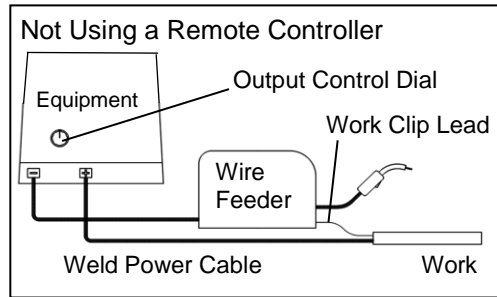 Not Using a Remote Controller
Output Control Dial
Equipment
Work Clip Lead
Wire
Feeder
− +
Weld Power Cable
Work